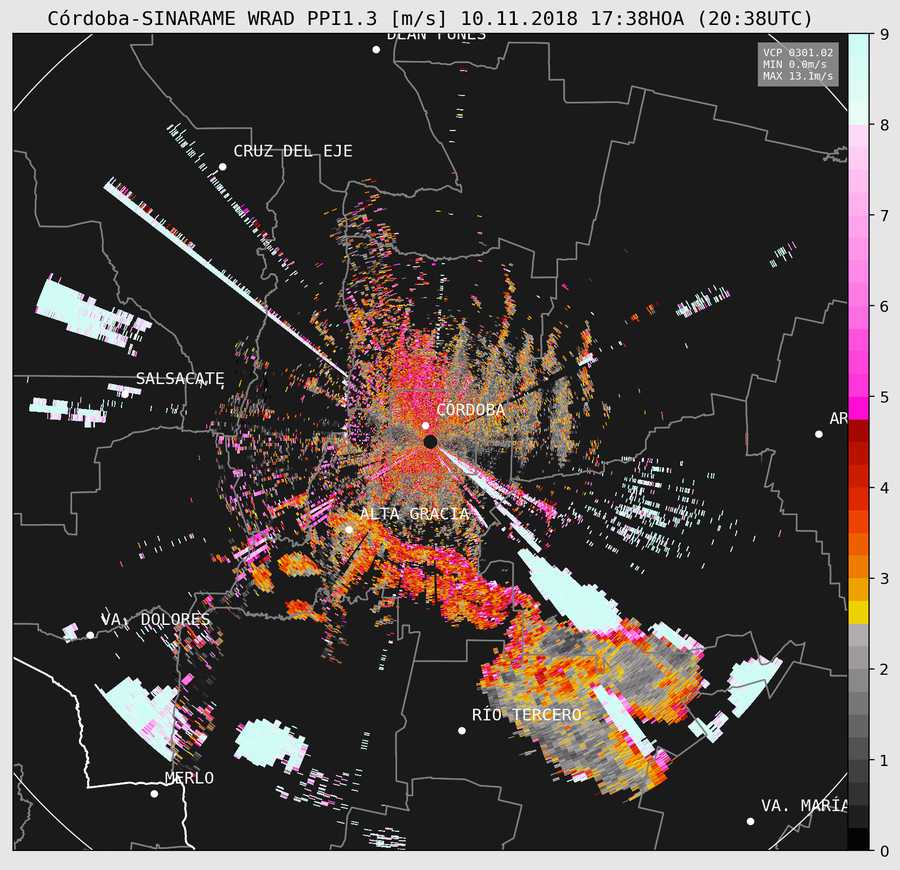 Córdoba-SINARAME WRAD PPI1.3 [m/s] 10.11.2018 17:38HOA (20:38UTC)
DEAN FUNES
VCP 0301.02
MIN 0.0m/s
MAX 13.1m/s
CRUZ DEL EJE
SALSACATE
CÓRDOBA
AR
ALTA GRACIA
VA. DOLORES
RÍO TERCERO
MERLO
VA. MARÍA
9
8
7
6
5
4
3
2
1
0